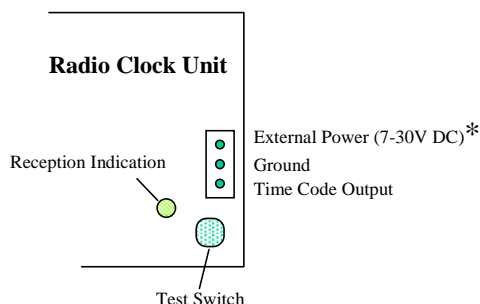 Radio Clock Unit
External Power (7-30V DC)*
Ground
Time Code Output
Reception Indication
Test Switch